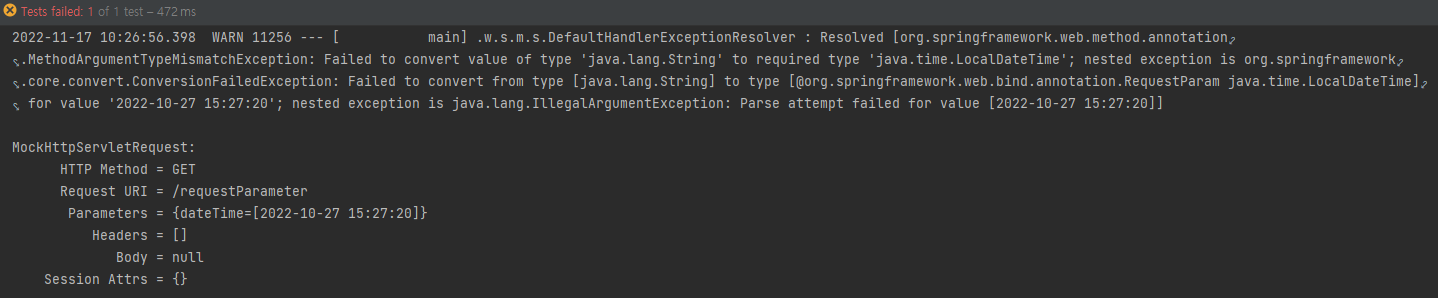 Tests failed: 1 of 1 test – 472 ms
2022-11-17 10:26:56.398  WARN 11256 --- [           main] .w.s.m.s.DefaultHandlerExceptionResolver : Resolved [org.springframework.web.method.annotation
.MethodArgumentTypeMismatchException: Failed to convert value of type 'java.lang.String' to required type 'java.time.LocalDateTime'; nested exception is org.springframework
.core.convert.ConversionFailedException: Failed to convert from type [java.lang.String] to type [@org.springframework.web.bind.annotation.RequestParam java.time.LocalDateTime]
for value '2022-10-27 15:27:20'; nested exception is java.lang.IllegalArgumentException: Parse attempt failed for value [2022-10-27 15:27:20]]
MockHttpServletRequest:
HTTP Method = GET
Request URI = /requestParameter
Parameters = {dateTime=[2022-10-27 15:27:20]}
Headers = []
Body = null
Session Attrs = {}